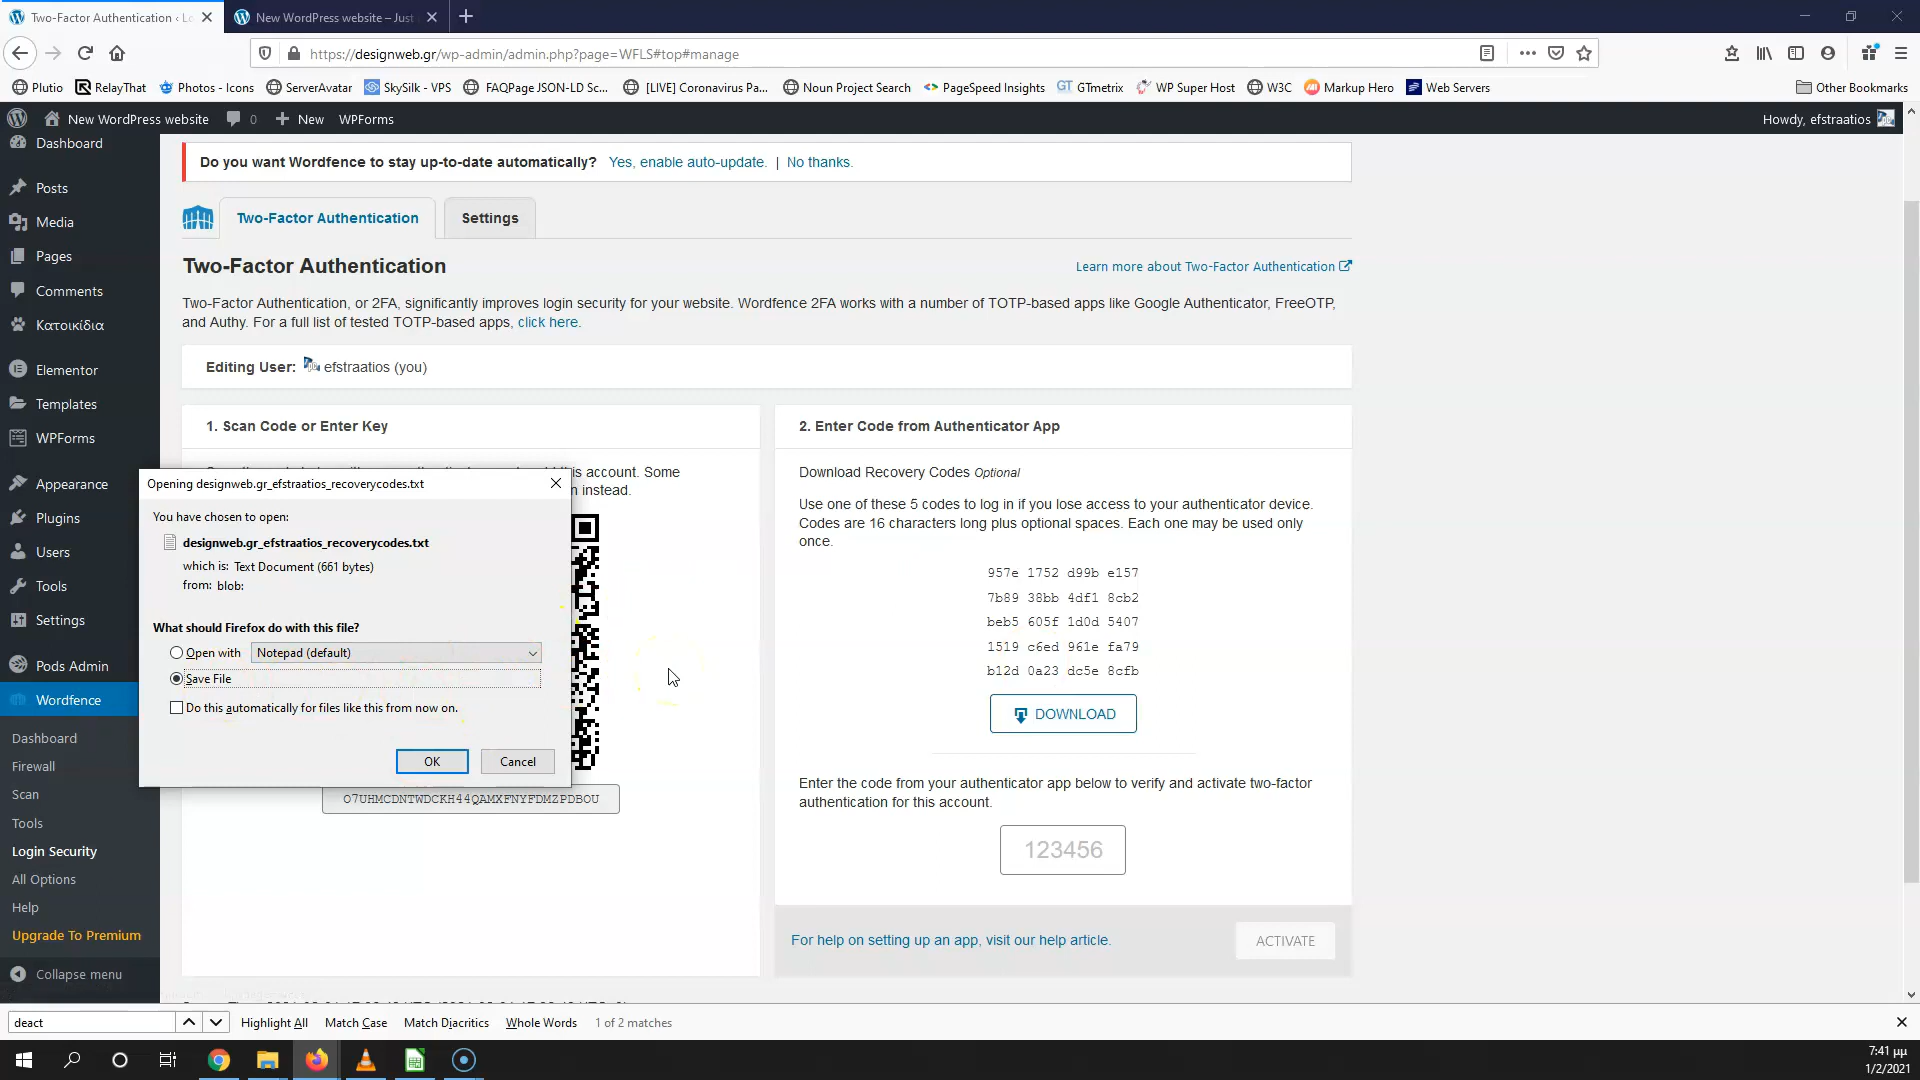 Two-Factor Authentication ‹ Lo
New WordPress website – Just
https://designweb.gr/wp-admin/admin.php?page=WFLS#top#manage
Plutio
RelayThat
Photos - Icons
ServerAvatar
SkySilk - VPS
FAQPage JSON-LD Sc...
[LIVE] Coronavirus Pa...
Noun Project Search
PageSpeed Insights
GTmetrix
WP Super Host
W3C
Markup Hero
Web Servers
Other Bookmarks
New WordPress website
0
New
WPForms
Howdy, efstraatios
Dashboard
Posts
Media
Pages
Comments
Κατοικίδια
Elementor
Templates
WPForms
Appearance
Plugins
Users
Tools
Settings
Pods Admin
Wordfence
Dashboard
Firewall
Scan
Tools
Login Security
All Options
Help
Upgrade To Premium
Collapse menu
Do you want Wordfence to stay up-to-date automatically? Yes, enable auto-update. | No thanks.
Two-Factor Authentication
Settings
Two-Factor Authentication
Learn more about Two-Factor Authentication
Two-Factor Authentication, or 2FA, significantly improves login security for your website. Wordfence 2FA works with a number of TOTP-based apps like Google Authenticator, FreeOTP,
and Authy. For a full list of tested TOTP-based apps, click here.
Editing User: efstraatios (you)
1. Scan Code or Enter Key
is account. Some
instead.
O7UHMCDNTWDCKH44QAMXFNYFDMZPDBOU
Opening designweb.gr_efstraatios_recoverycodes.txt
You have chosen to open:
designweb.gr_efstraatios_recoverycodes.txt
which is: Text Document (661 bytes)
from: blob:
What should Firefox do with this file?
Open with Notepad (default)
Save File
Do this automatically for files like this from now on.
OK
Cancel
2. Enter Code from Authenticator App
Download Recovery Codes Optional
Use one of these 5 codes to log in if you lose access to your authenticator device.
Codes are 16 characters long plus optional spaces. Each one may be used only
once.
957e 1752 d99b e157
7b89 38bb 4df1 8cb2
beb5 605f 1d0d 5407
1519 c6ed 961e fa79
b12d 0a23 dc5e 8cfb
DOWNLOAD
Enter the code from your authenticator app below to verify and activate two-factor
authentication for this account.
123456
For help on setting up an app, visit our help article.
ACTIVATE
deact
Highlight All
Match Case
Match Diacritics
Whole Words
1 of 2 matches
7:41 μμ
1/2/2021